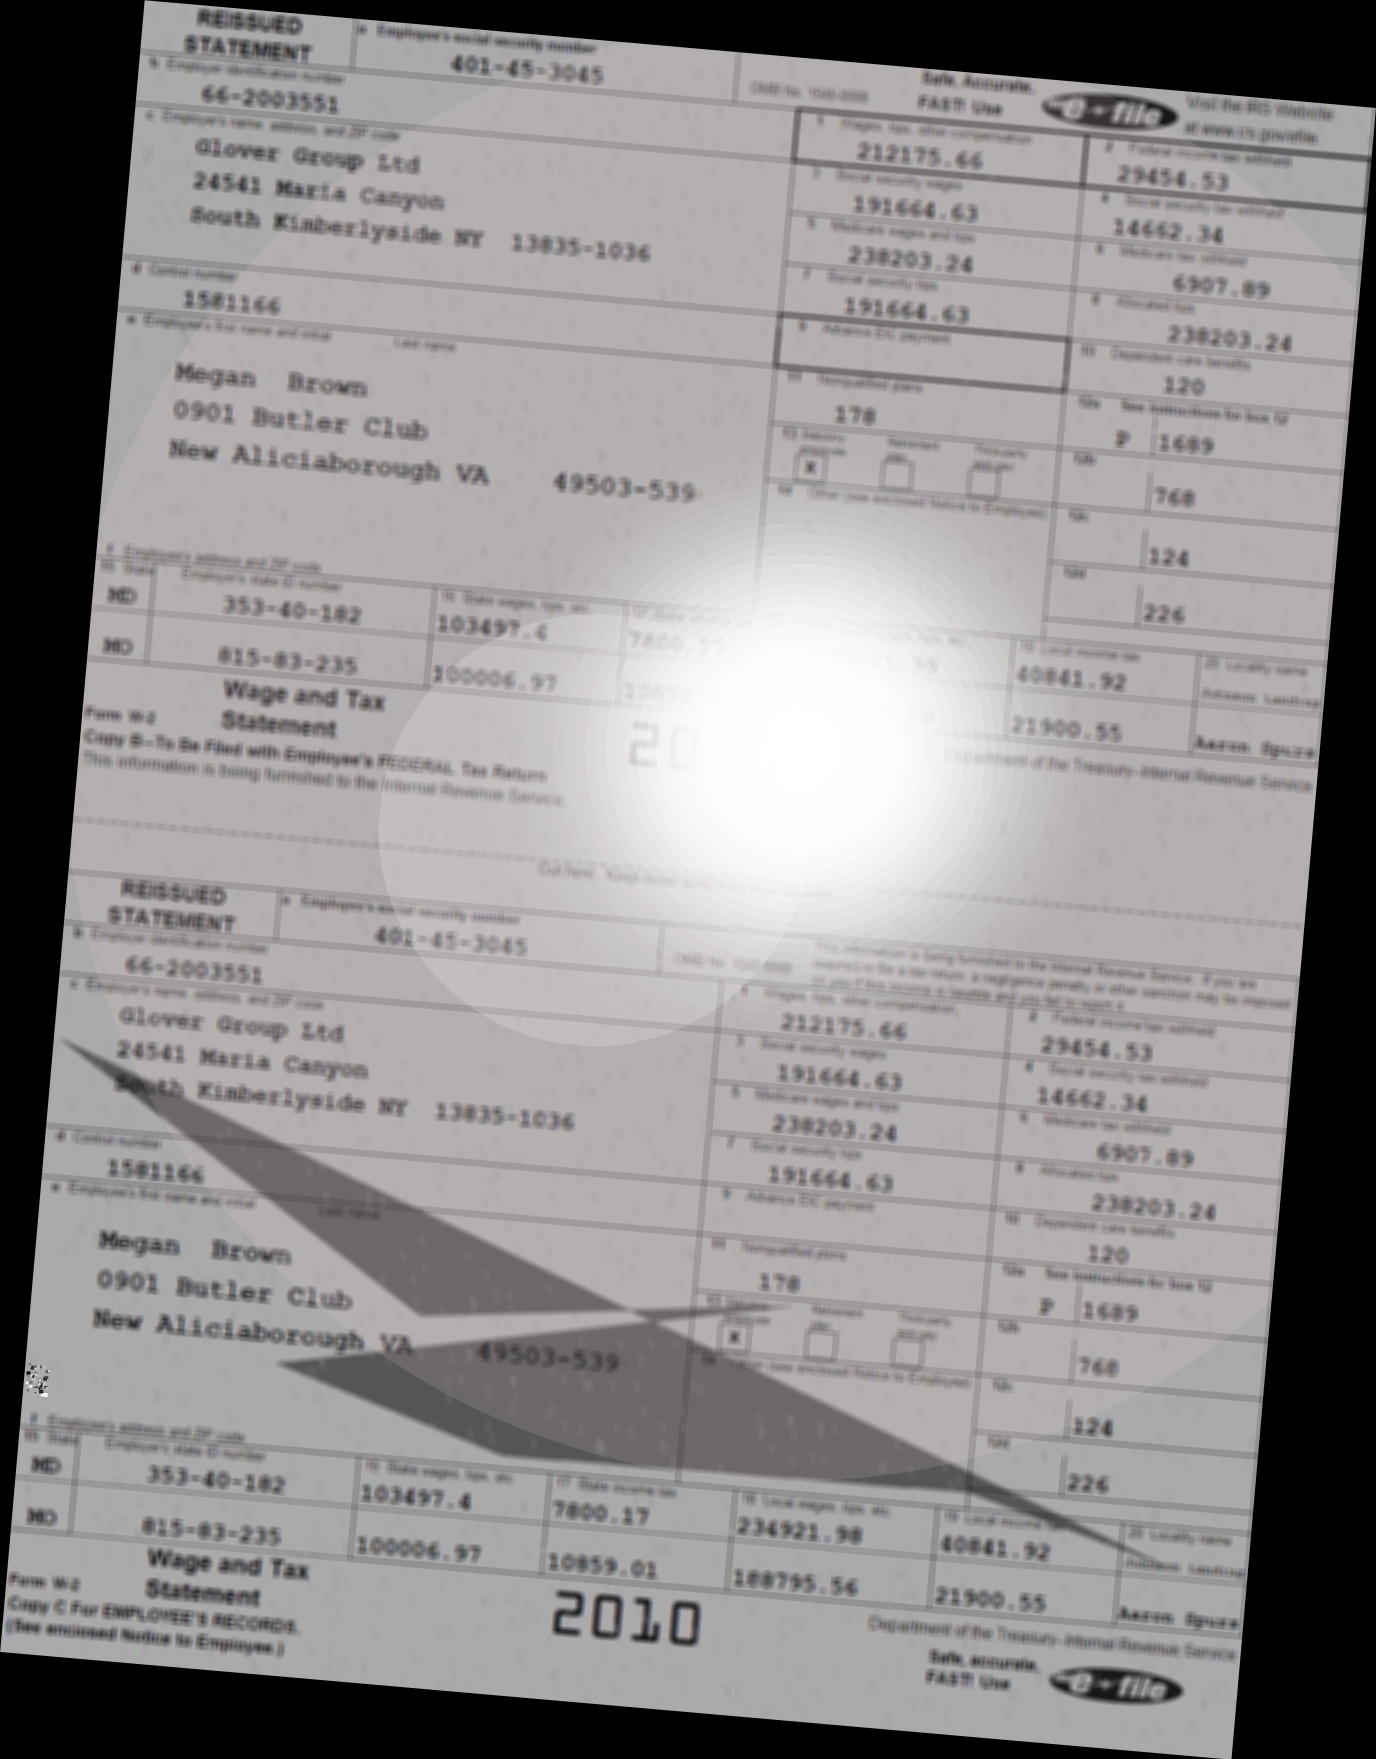 REISSUED STATEMENT
a Employee's social security number
401-45-3045
OMB No. 1545-0008
Safe, Accurate, FAST! Use
e-file
Visit the IRS Website at www.irs.gov/efile.
b Employer identification number
66-2003551
1 Wages, tips, other compensation
212175.66
2 Federal income tax withheld
29454.53
c Employer's name, address, and ZIP code
Glover Group Ltd
24541 Maria Canyon
South Kimberlyside NY 13835-1036
3 Social security wages
191664.63
4 Social security tax withheld
14662.34
5 Medicare wages and tips
238203.24
6 Medicare tax withheld
6907.89
d Control number
1581166
7 Social security tips
191664.63
8 Allocated tips
238203.24
e Employee's first name and initial Last name
Megan Brown
0901 Butler Club
New Aliciaborough VA 49503-539
9 Advance EIC payment
10 Dependent care benefits
120
11 Nonqualified plans
178
12a See instructions for box 12
P 1689
13 Statutory employee Retirement plan Third-party sick pay
X
12b
768
14 Other (see enclosed Notice to Employee)
12c
124
12d
226
f Employee's address and ZIP code
15 State Employer's state ID number
16 State wages, tips, etc.
19 Local income tax
20 Locality name
353-40-182 103497.4 7800.17 40841.92
815-83-235 100006.97 21900.55 Aaron
Form W-2 Wage and Tax Statement
20
Department of the Treasury-Internal Revenue Service
Copy B-To Be Filed with Employee's FEDERAL Tax Return
This information is being furnished to the Internal Revenue Service.
Cut here
REISSUED STATEMENT
a Employee's social security number
401-45-3045
OMB No. 1545-0008
This information is being furnished to the Internal Revenue Service. If you are
required to file a tax return, a negligence penalty or other sanction may be imposed
on you if this income is taxable and you fail to report it.
b Employer identification number
66-2003551
1 Wages, tips, other compensation
212175.66
2 Federal income tax withheld
29454.53
c Employer's name, address, and ZIP code
Glover Group Ltd
24541 Maria Canyon
South Kimberlyside NY 13835-1036
3 Social security wages
191664.63
4 Social security tax withheld
14662.34
5 Medicare wages and tips
238203.24
6 Medicare tax withheld
6907.89
d Control number
1581166
7 Social security tips
191664.63
8 Allocated tips
238203.24
e Employee's first name and initial Last name
Megan Brown
0901 Butler Club
New Aliciaborough VA 49503-539
9 Advance EIC payment
10 Dependent care benefits
120
11 Nonqualified plans
178
12a See instructions for box 12
P 1689
13 Statutory employee Retirement plan Third-party sick pay
X
12b
768
14 Other (see enclosed Notice to Employee)
12c
124
12d
226
f Employee's address and ZIP code
15 State Employer's state ID number
16 State wages, tips, etc.
17 State income tax
18 Local wages, tips, etc.
19 Local income tax
20 Locality name
353-40-182 103497.4 7800.17 234921.98 40841.92
815-83-235 100006.97 10859.01 188795.56 21900.55 Aaron
Form W-2 Wage and Tax Statement
2010
Department of the Treasury-Internal Revenue Service
Copy C For EMPLOYEE'S RECORDS.
(See enclosed Notice to Employee.)
Safe, accurate, FAST! Use
e-file